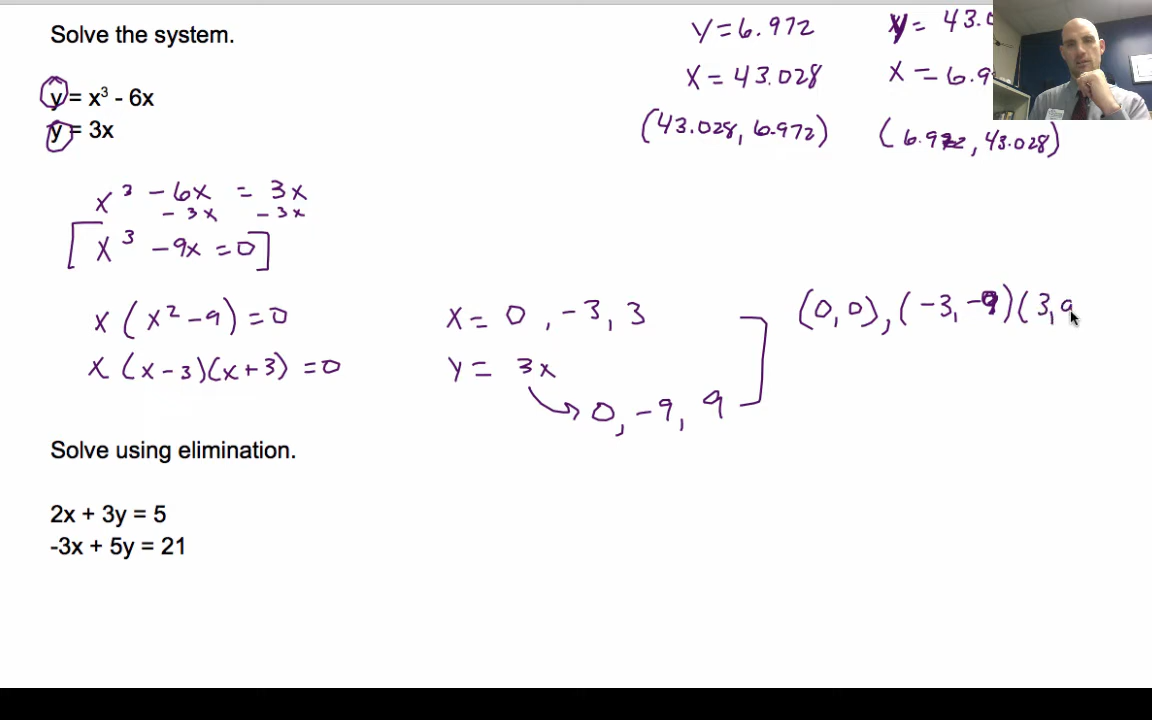 Solve the system.
y = x³ - 6x
y = 3x
y = 6.972
x = 43.028
(43.028, 6.972)
y = 43.0
x = 6.9
(6.972, 43.028)
x³ - 6x = 3x
- 3x - 3x
[x³ - 9x = 0]
x(x² - 9) = 0
x(x - 3)(x + 3) = 0
x = 0, -3, 3
y = 3x
0, -9, 9
(0,0), (-3, -9) (3, 9
Solve using elimination.
2x + 3y = 5
-3x + 5y = 21